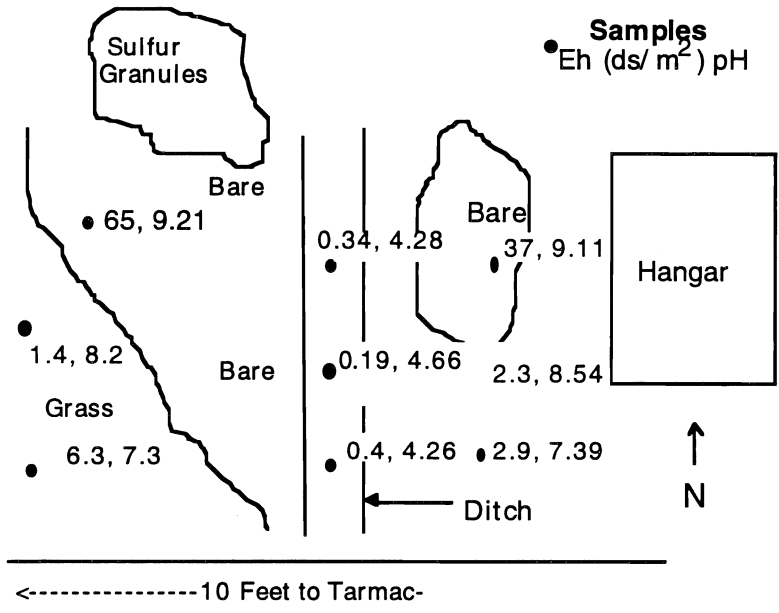 Samples
Eh (ds/ m2) pH
Sulfur
Granules
Bare
65, 9.21
Bare
0.34, 4.28
37, 9.11
Hangar
1.4, 8.2
Bare
0.19, 4.66
2.3, 8.54
Grass
6.3, 7.3
0.4, 4.26
2.9, 7.39
N
Ditch
<----------------10 Feet to Tarmac-